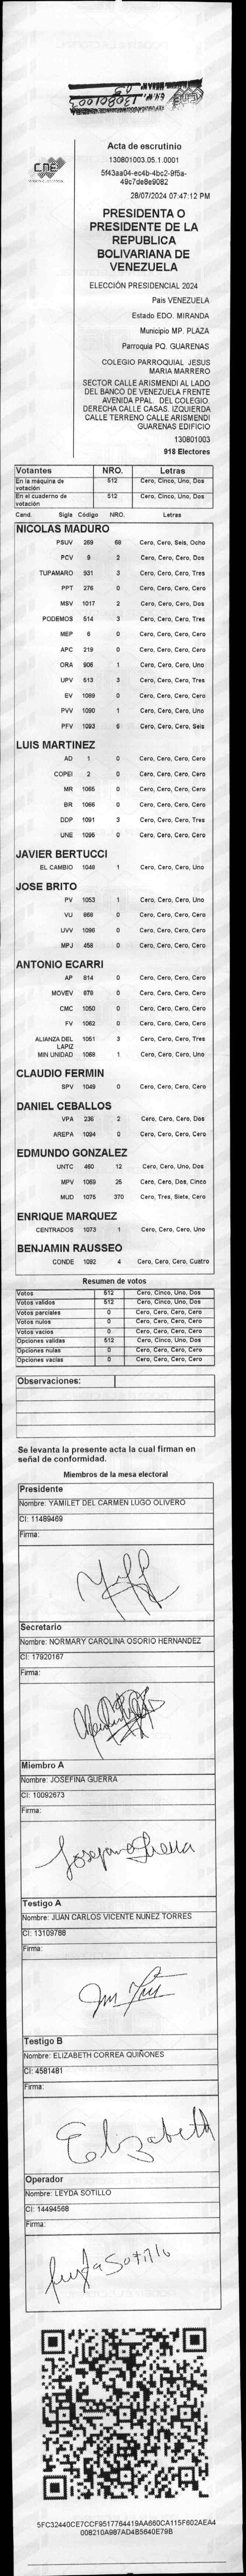 13081003
05
CNE
Acta de escrutinio
130801003.05.1.0001
5f43aa04-ec4b-4bc2-9f5a-
49c7de8e9082
28/07/2024 07:47:12 PM
PRESIDENTA O
PRESIDENTE DE LA
REPUBLICA
BOLIVARIANA DE
VENEZUELA
ELECCIÓN PRESIDENCIAL 2024
Pais VENEZUELA
Estado EDO. MIRANDA
Municipio MP. PLAZA
Parroquia PQ. GUARENAS
COLEGIO PARROQUIAL JESUS
MARIA MARRERO
SECTOR CALLE ARISMENDI AL LADO
DEL BANCO DE VENEZUELA FRENTE
AVENIDA PPAL. DEL COLEGIO.
DERECHA CALLE CASAS. IZQUIERDA
CALLE TERRENO CALLE ARISMENDI
GUARENAS EDIFICIO
130801003
918 Electores
Votantes NRO. Letras
En la máquina de votación 512 Cero, Cinco, Uno, Dos
En el cuaderno de votación 512 Cero, Cinco, Uno, Dos
Cand. Sigla Código NRO. Letras
NICOLAS MADURO
PSUV 269 68 Cero, Cero, Seis, Ocho
PCV 9 2 Cero, Cero, Cero, Dos
TUPAMARO 931 3 Cero, Cero, Cero, Tres
PPT 276 0 Cero, Cero, Cero, Cero
MSV 1017 2 Cero, Cero, Cero, Dos
PODEMOS 514 3 Cero, Cero, Cero, Tres
MEP 6 0 Cero, Cero, Cero, Cero
APC 219 0 Cero, Cero, Cero, Cero
ORA 906 1 Cero, Cero, Cero, Uno
UPV 513 3 Cero, Cero, Cero, Tres
EV 1089 0 Cero, Cero, Cero, Cero
PVV 1090 1 Cero, Cero, Cero, Uno
PFV 1093 6 Cero, Cero, Cero, Seis
LUIS MARTINEZ
AD 1 0 Cero, Cero, Cero, Cero
COPEI 2 0 Cero, Cero, Cero, Cero
MR 1065 0 Cero, Cero, Cero, Cero
BR 1066 0 Cero, Cero, Cero, Cero
DDP 1091 3 Cero, Cero, Cero, Tres
UNE 1095 0 Cero, Cero, Cero, Cero
JAVIER BERTUCCI
EL CAMBIO 1048 1 Cero, Cero, Cero, Uno
JOSE BRITO
PV 1053 1 Cero, Cero, Cero, Uno
VU 868 0 Cero, Cero, Cero, Cero
UVV 1096 0 Cero, Cero, Cero, Cero
MPJ 458 0 Cero, Cero, Cero, Cero
ANTONIO ECARRI
AP 814 0 Cero, Cero, Cero, Cero
MOVEV 878 0 Cero, Cero, Cero, Cero
CMC 1050 0 Cero, Cero, Cero, Cero
FV 1062 0 Cero, Cero, Cero, Cero
ALIANZA DEL LAPIZ 1051 3 Cero, Cero, Cero, Tres
MIN UNIDAD 1068 1 Cero, Cero, Cero, Uno
CLAUDIO FERMIN
SPV 1049 0 Cero, Cero, Cero, Cero
DANIEL CEBALLOS
VPA 236 2 Cero, Cero, Cero, Dos
AREPA 1094 0 Cero, Cero, Cero, Cero
EDMUNDO GONZALEZ
UNTC 480 12 Cero, Cero, Uno, Dos
MPV 1069 25 Cero, Cero, Dos, Cinco
MUD 1075 370 Cero, Tres, Siete, Cero
ENRIQUE MARQUEZ
CENTRADOS 1073 1 Cero, Cero, Cero, Uno
BENJAMIN RAUSSEO
CONDE 1092 4 Cero, Cero, Cero, Cuatro
Resumen de votos
Votos 512 Cero, Cinco, Uno, Dos
Votos validos 512 Cero, Cinco, Uno, Dos
Votos parciales 0 Cero, Cero, Cero, Cero
Votos nulos 0 Cero, Cero, Cero, Cero
Votos vacios 0 Cero, Cero, Cero, Cero
Opciones validas 512 Cero, Cinco, Uno, Dos
Opciones nulas 0 Cero, Cero, Cero, Cero
Opciones vacias 0 Cero, Cero, Cero, Cero
Observaciones:
Se levanta la presente acta la cual firman en
señal de conformidad.
Miembros de la mesa electoral
Presidente
Nombre: YAMILET DEL CARMEN LUGO OLIVERO
CI: 11489469
Firma:
Secretario
Nombre: NORMARY CAROLINA OSORIO HERNANDEZ
CI: 17920167
Firma:
Miembro A
Nombre: JOSEFINA GUERRA
CI: 10092673
Firma:
Josefina Guerra
Testigo A
Nombre: JUAN CARLOS VICENTE NUÑEZ TORRES
CI: 13109788
Firma:
Testigo B
Nombre: ELIZABETH CORREA QUIÑONES
CI: 4581481
Firma:
Elizabeth
Operador
Nombre: LEYDA SOTILLO
CI: 14494568
Firma:
Leyda Sotillo
5FC32440CE7CCF9517764419AA660CA115F602AEA4
008210A987AD4B5640E79B